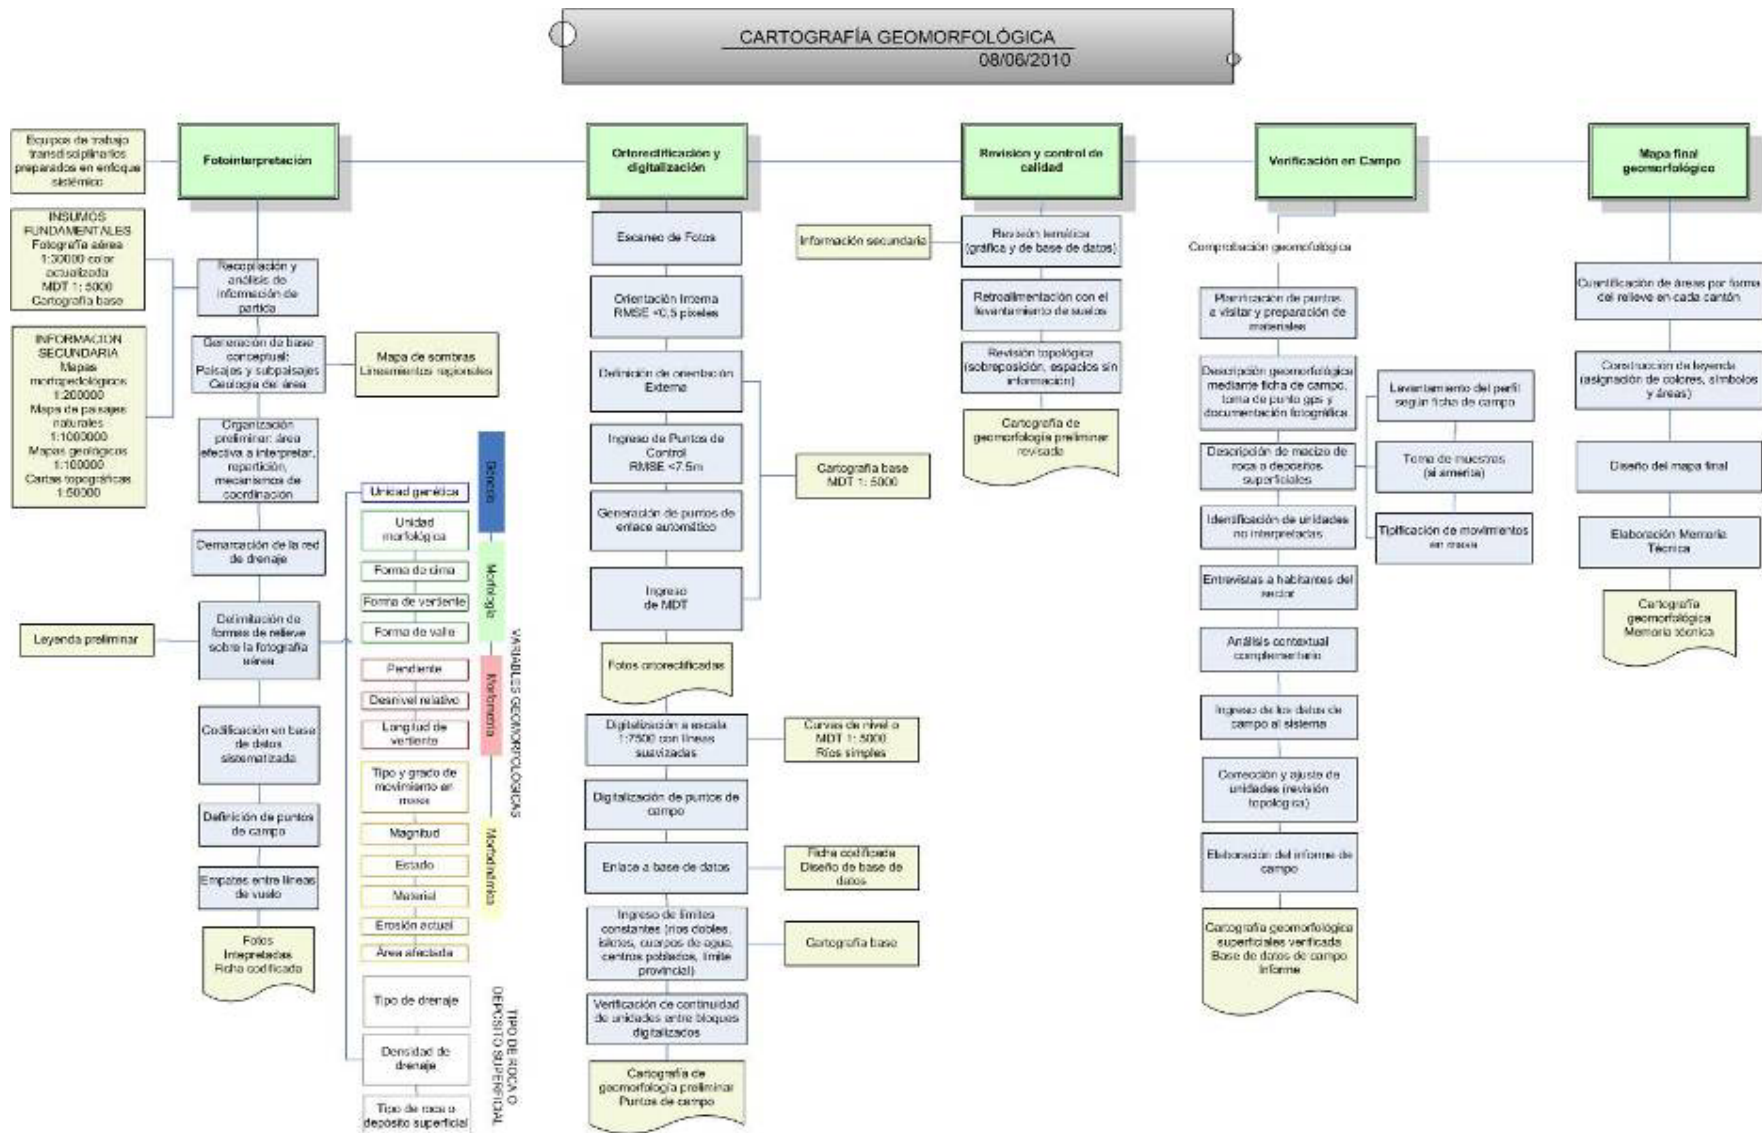 CARTOGRAFÍA GEOMORFOLÓGICA
08/06/2010
Equipos de trabajo
transdisciplinarios
preparados en enfoque
sistémico
Fotointerpretación
Ortorectificación y
digitalización
Revisión y control de
calidad
Verificación en Campo
Mapa final
geomorfológico
INSUMOS
FUNDAMENTALES
Fotografía aérea
1:30000 color
actualizada
MDT 1: 5000
Cartografía base
INFORMACION
SECUNDARIA
Mapas
morfopedológicos
1:200000
Mapa de paisajes
naturales
1:1000000
Mapas geológicos
1:100000
Cartas topográficas
1:50000
Leyenda preliminar
Recopilación y
análisis de
información de
partida
Generación de base
conceptual:
Paisajes y subpaisajes
Geología del área
Mapa de sombras
Lineamientos regionales
Organización
preliminar: área
efectiva a interpretar,
repartición,
mecanismos de
coordinación
Demarcación de la red
de drenaje
Delimitación de
formas de relieve
sobre la fotografía
aérea
Codificación en base
de datos
sistematizada
Definición de puntos
de campo
Empates entre líneas
de vuelo
Fotos
Intepretadas
Ficha codificada
Unidad genética
Unidad
morfológica
Forma de cima
Forma de vertiente
Forma de valle
Pendiente
Desnivel relativo
Longitud de
vertiente
Tipo y grado de
movimiento en
masa
Magnitud
Estado
Material
Erosión actual
Área afectada
Tipo de drenaje
Densidad de
drenaje
Tipo de roca o
depósito superficial
Génesis
Morfología
Morfometría
Morfodinámica
VARIABLES GEOMORFOLÓGICAS
TIPO DE ROCA O
DEPÓSITO SUPERFICIAL
Escaneo de Fotos
Orientación Interna
RMSE <0,5 pixeles
Definición de orientación
Externa
Ingreso de Puntos de
Control
RMSE <7.5m
Generación de puntos de
enlace automático
Ingreso
de MDT
Cartografía base
MDT 1: 5000
Fotos ortorectificadas
Digitalización a escala
1:7500 con líneas
suavizadas
Curvas de nivel o
MDT 1: 5000
Ríos simples
Digitalización de puntos de
campo
Enlace a base de datos
Ficha codificada
Diseño de base de
datos
Ingreso de límites
constantes (ríos dobles,
islotes, cuerpos de agua,
centros poblados, límite
provincial)
Cartografía base
Verificación de continuidad
de unidades entre bloques
digitalizados
Cartografía de
geomorfología preliminar
Puntos de campo
Información secundaria
Revisión temática
(gráfica y de base de datos)
Retroalimentación con el
levantamiento de suelos
Revisión topológica
(sobreposición, espacios sin
información)
Cartografía de
geomorfología preliminar
revisada
Comprobación geomofológica
Planificación de puntos
a visitar y preparación de
materiales
Descripción geomorfológica
mediante ficha de campo,
toma de punto gps y
documentación fotográfica
Descripción de macizo de
roca o depósitos
superficiales
Identificación de unidades
no interpretadas
Levantamiento del perfil
según ficha de campo
Toma de muestras
(si amerita)
Tipificación de movimientos
en masa
Entrevistas a habitantes del
sector
Análisis contextual
complementario
Ingreso de los datos de
campo al sistema
Corrección y ajuste de
unidades (revisión
topológica)
Elaboración del informe de
campo
Cartografía geomorfológica
superficiales verificada
Base de datos de campo
Informe
Cuantificación de áreas por forma
del relieve en cada cantón
Construcción de leyenda
(asignación de colores, símbolos
y áreas)
Diseño del mapa final
Elaboración Memoria
Técnica
Cartografía
geomorfológica
Memoria técnica